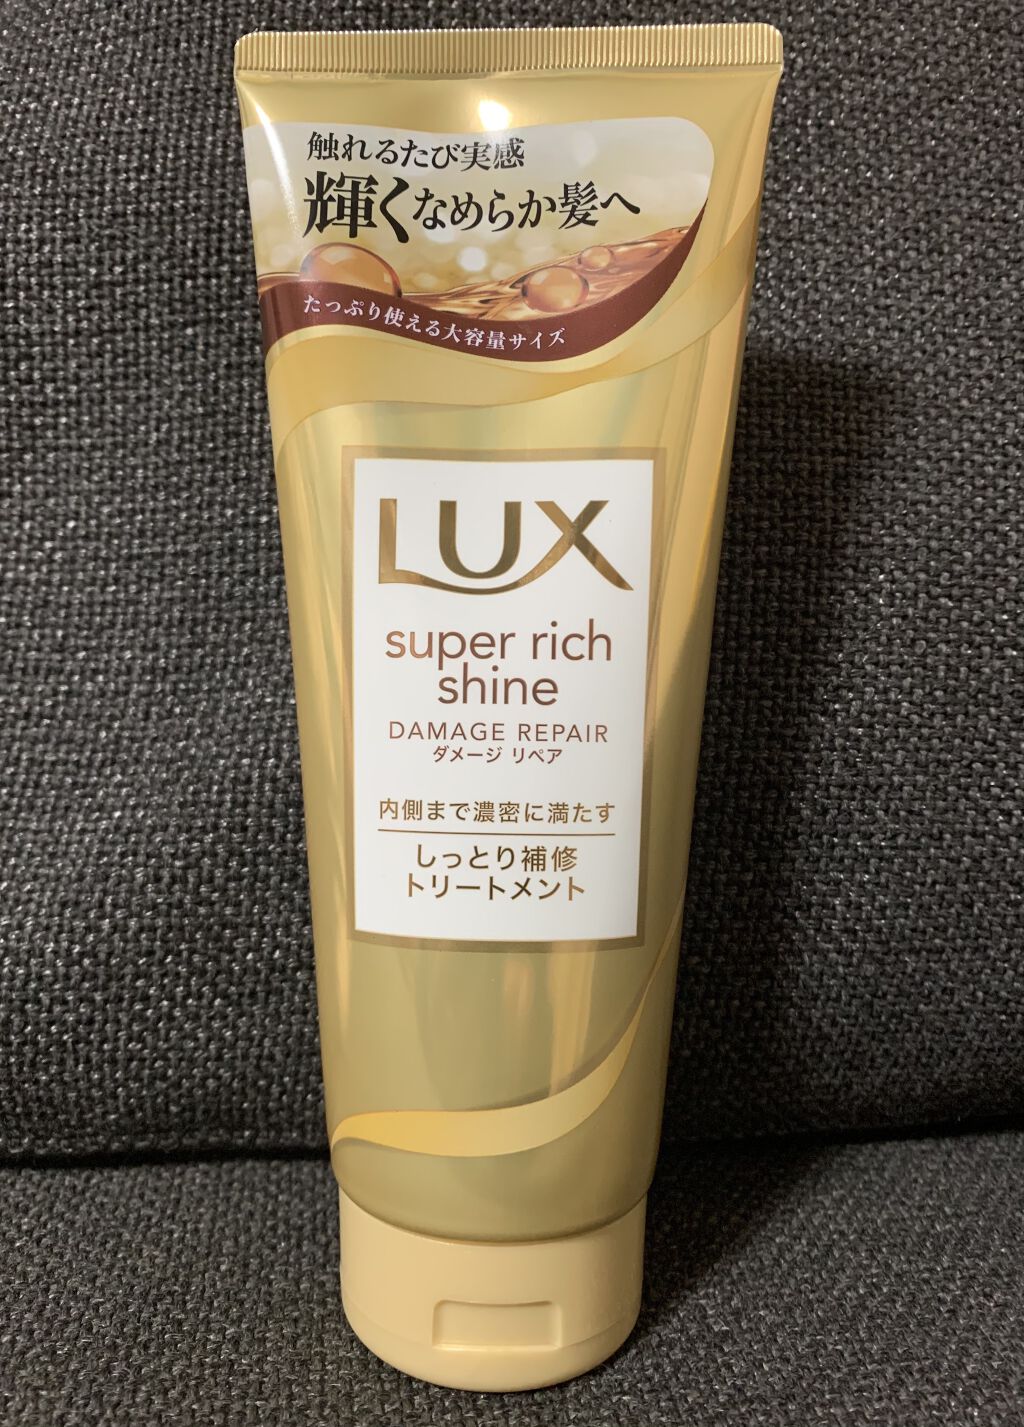 触れるたび実感
輝くなめらか髪へ
たっぷり使える大容量サイズ
LUX
super rich
shine
DAMAGE REPAIR
ダメージ リペア
内側まで濃密に満たす
しっとり補修
トリートメント